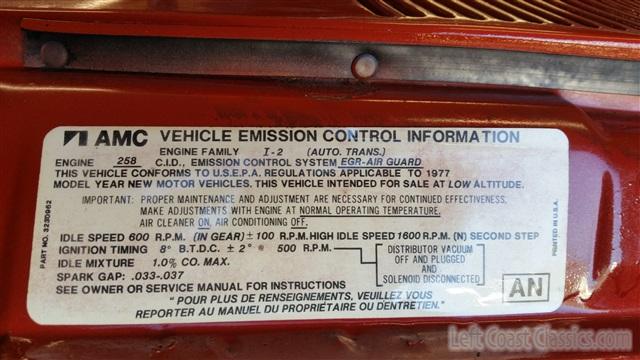 AMC VEHICLE EMISSION CONTROL INFORMATION
ENGINE FAMILY I-2 (AUTO. TRANS.)
ENGINE 258 C.I.D., EMISSION CONTROL SYSTEM EGR-AIR GUARD
THIS VEHICLE CONFORMS TO U.S.E.P.A. REGULATIONS APPLICABLE TO 1977
MODEL YEAR NEW MOTOR VEHICLES. THIS VEHICLE INTENDED FOR SALE AT LOW ALTITUDE.
IMPORTANT: PROPER MAINTENANCE AND ADJUSTMENT ARE NECESSARY FOR CONTINUED EFFECTIVENESS.
MAKE ADJUSTMENTS WITH ENGINE AT NORMAL OPERATING TEMPERATURE,
AIR CLEANER ON, AIR CONDITIONING OFF.
IDLE SPEED 600 R.P.M. (IN GEAR) ± 100 R.P.M. HIGH IDLE SPEED 1600 R.P.M. (N) SECOND STEP
IGNITION TIMING 8° B.T.D.C. ± 2° @ 500 R.P.M.
DISTRIBUTOR VACUUM
OFF AND PLUGGED
AND
SOLENOID DISCONNECTED
IDLE MIXTURE 1.0% CO. MAX.
SPARK GAP: .033-.037
SEE OWNER OR SERVICE MANUAL FOR INSTRUCTIONS
"POUR PLUS DE RENSEIGNEMENTS, VEUILLEZ VOUS
REPORTER AU MANUEL DU PROPRIÉTAIRE OU D'ENTRETIEN."
AN
PART NO. 3230962
PRINTED IN U.S.A.
Left Coast Classics.com